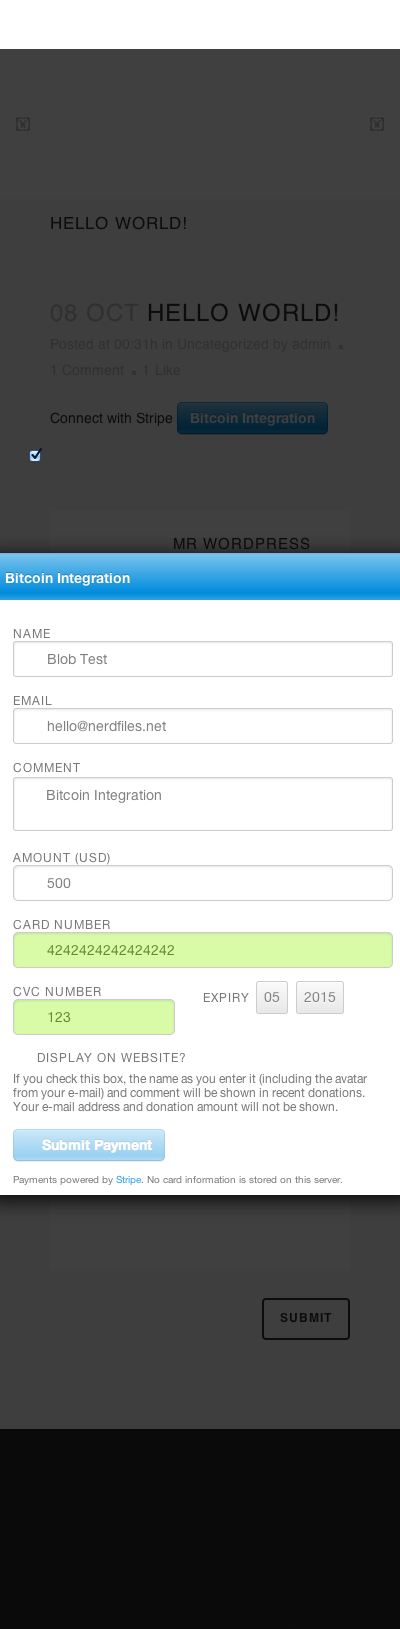 HELLO WORLD!
08 OCT HELLO WORLD!
Posted at 00:31h in Uncategorized by admin
1 Comment 1 Like
Connect with Stripe Bitcoin Integration
MR WORDPRESS
Bitcoin Integration
NAME
Blob Test
EMAIL
hello@nerdfiles.net
COMMENT
Bitcoin Integration
AMOUNT (USD)
500
CARD NUMBER
4242424242424242
CVC NUMBER
EXPIRY 05 2015
123
DISPLAY ON WEBSITE?
If you check this box, the name as you enter it (including the avatar
from your e-mail) and comment will be shown in recent donations.
Your e-mail address and donation amount will not be shown.
Submit Payment
Payments powered by Stripe. No card information is stored on this server.
SUBMIT